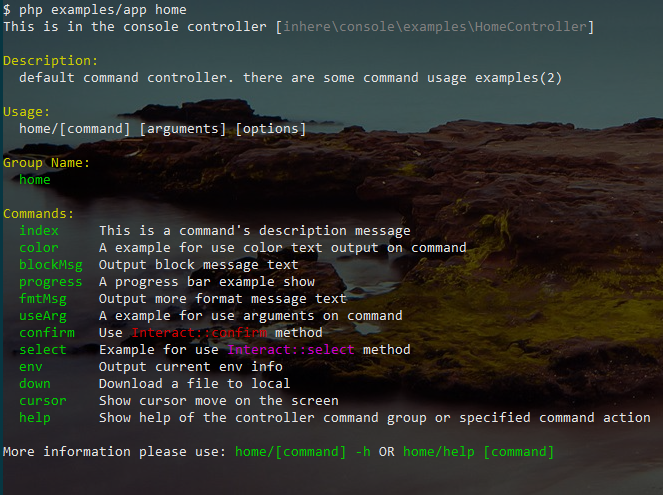 $ php examples/app home
This is in the console controller [inhere\console\examples\HomeController]
Description:
default command controller. there are some command usage examples(2)
Usage:
home/[command] [arguments] [options]
Group Name:
home
Commands:
index This is a command's description message
color A example for use color text output on command
blockMsg Output block message text
progress A progress bar example show
fmtMsg Output more format message text
useArg A example for use arguments on command
confirm Use Interact::confirm method
select Example for use Interact::select method
env Output current env info
down Download a file to local
cursor Show cursor move on the screen
help Show help of the controller command group or specified command action
More information please use: home/[command] -h OR home/help [command]